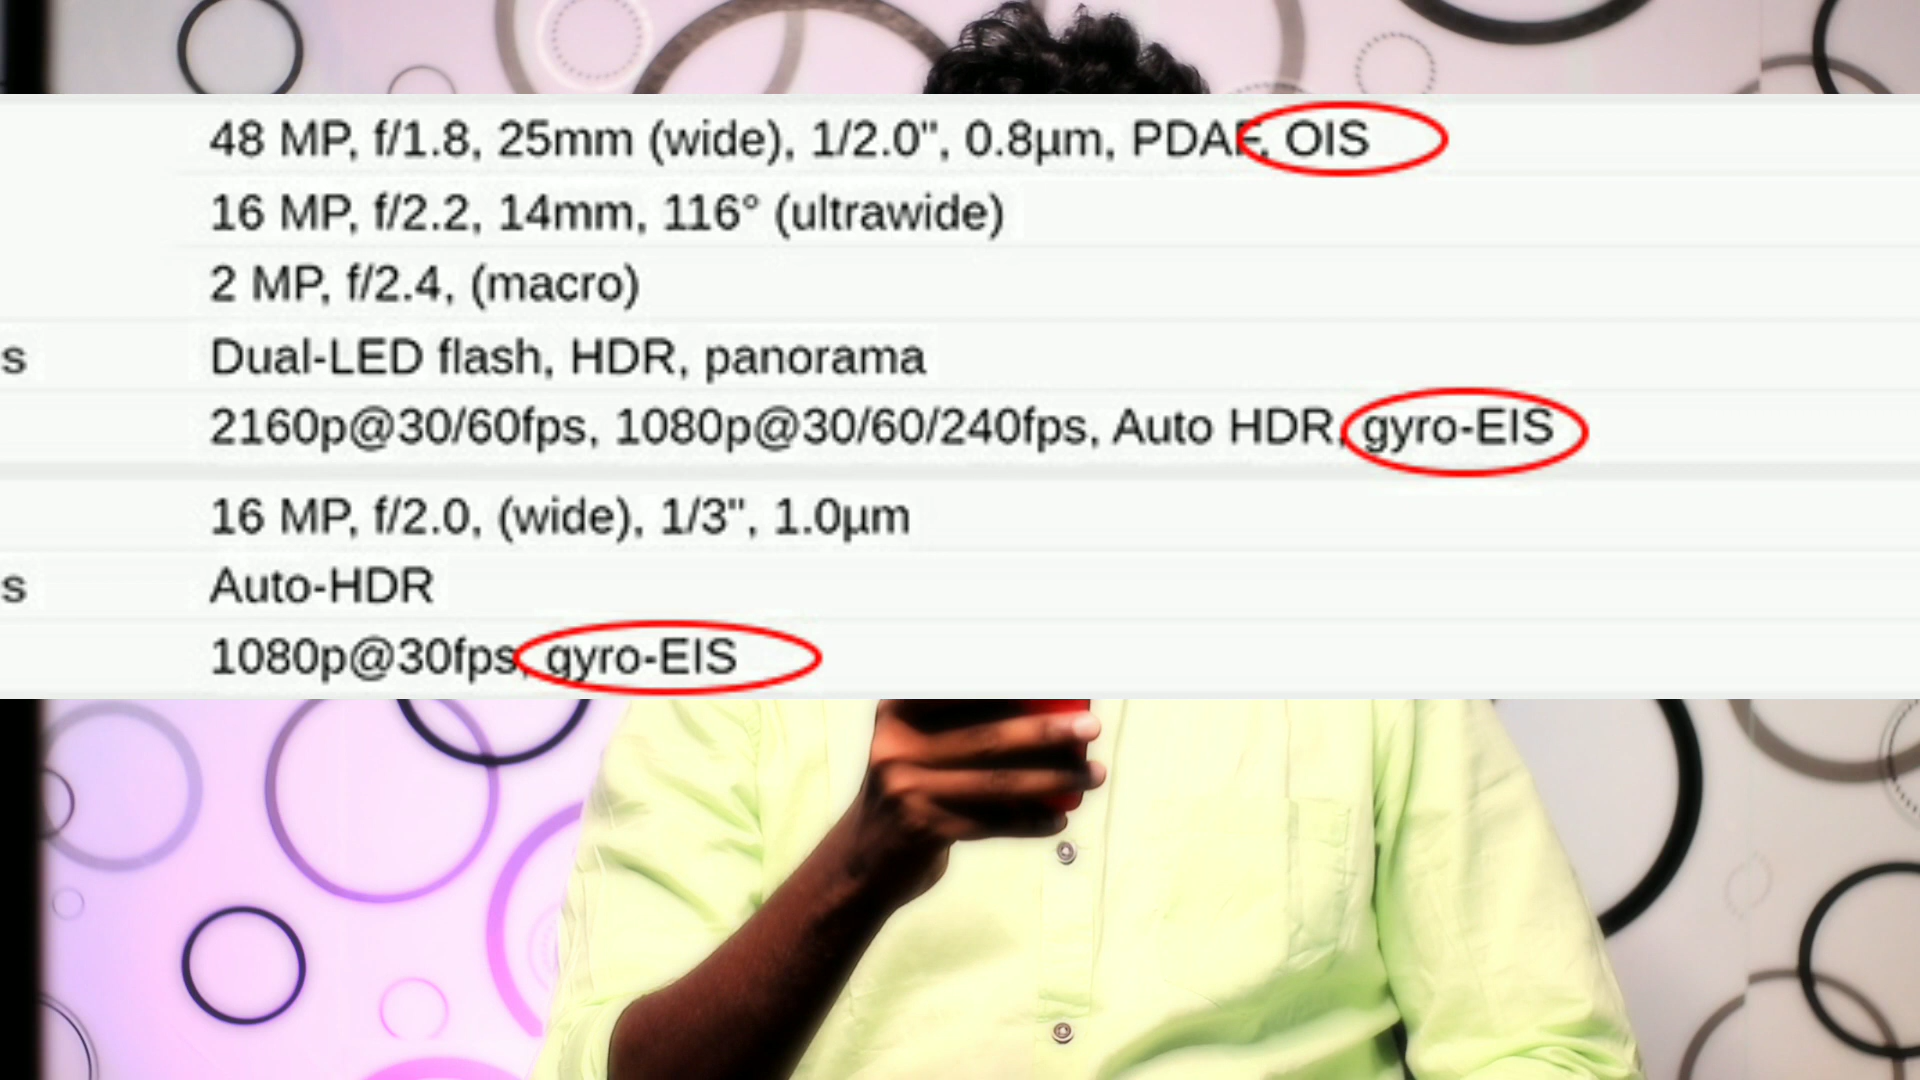 48 MP, f/1.8, 25mm (wide), 1/2.0", 0.8µm, PDAF, OIS
16 MP, f/2.2, 14mm, 116° (ultrawide)
2 MP, f/2.4, (macro)
s Dual-LED flash, HDR, panorama
2160p@30/60fps, 1080p@30/60/240fps, Auto HDR, gyro-EIS
16 MP, f/2.0, (wide), 1/3", 1.0µm
s Auto-HDR
1080p@30fps, gyro-EIS